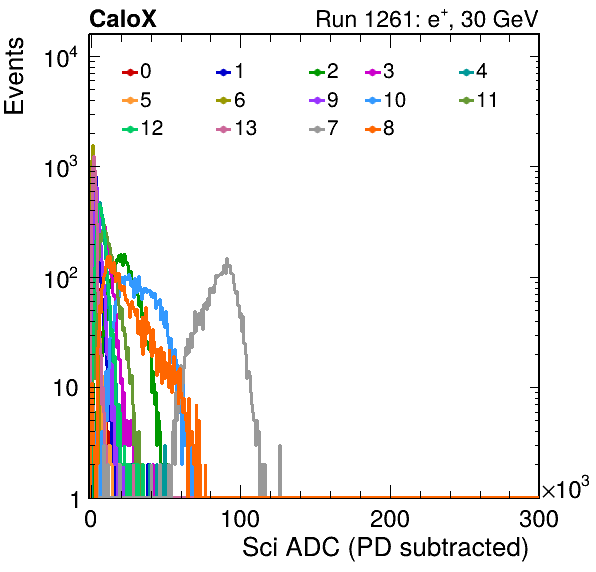 CaloX Run 1261: e⁺, 30 GeV
Events
10⁴
10³
10²
10
1
0 1 2 3 4
5 6 9 10 11
12 13 7 8
0 100 200 300
×10³
Sci ADC (PD subtracted)